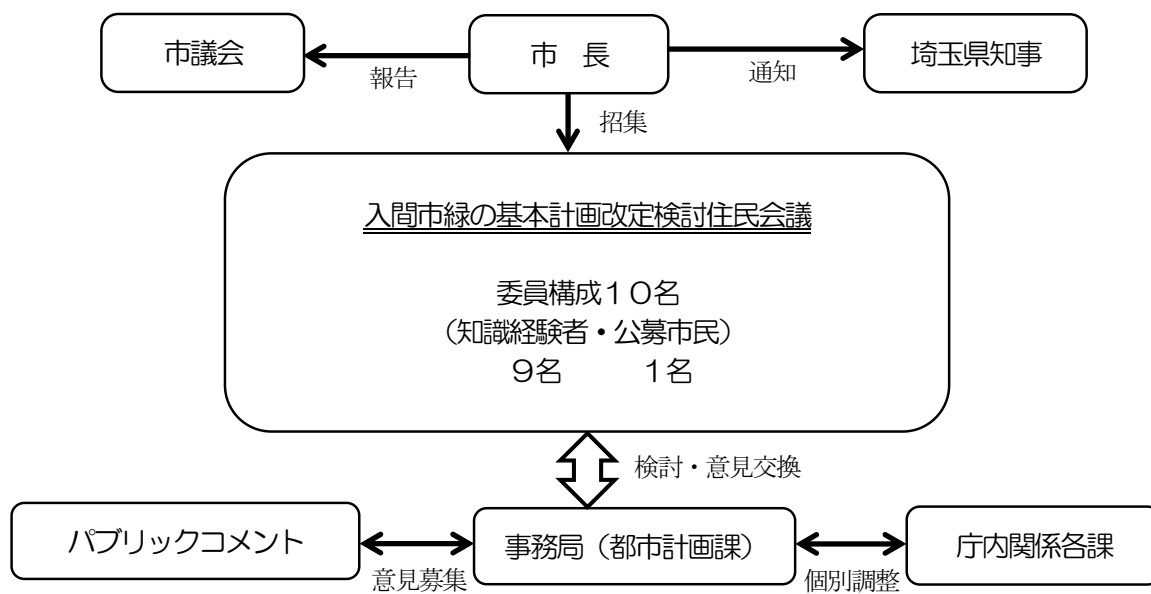 市議会
市　長
埼玉県知事
報告
通知
招集
入間市緑の基本計画改定検討住民会議
委員構成１０名
（知識経験者・公募市民）
９名　　　１名
検討・意見交換
パブリックコメント
事務局（都市計画課）
庁内関係各課
意見募集
個別調整